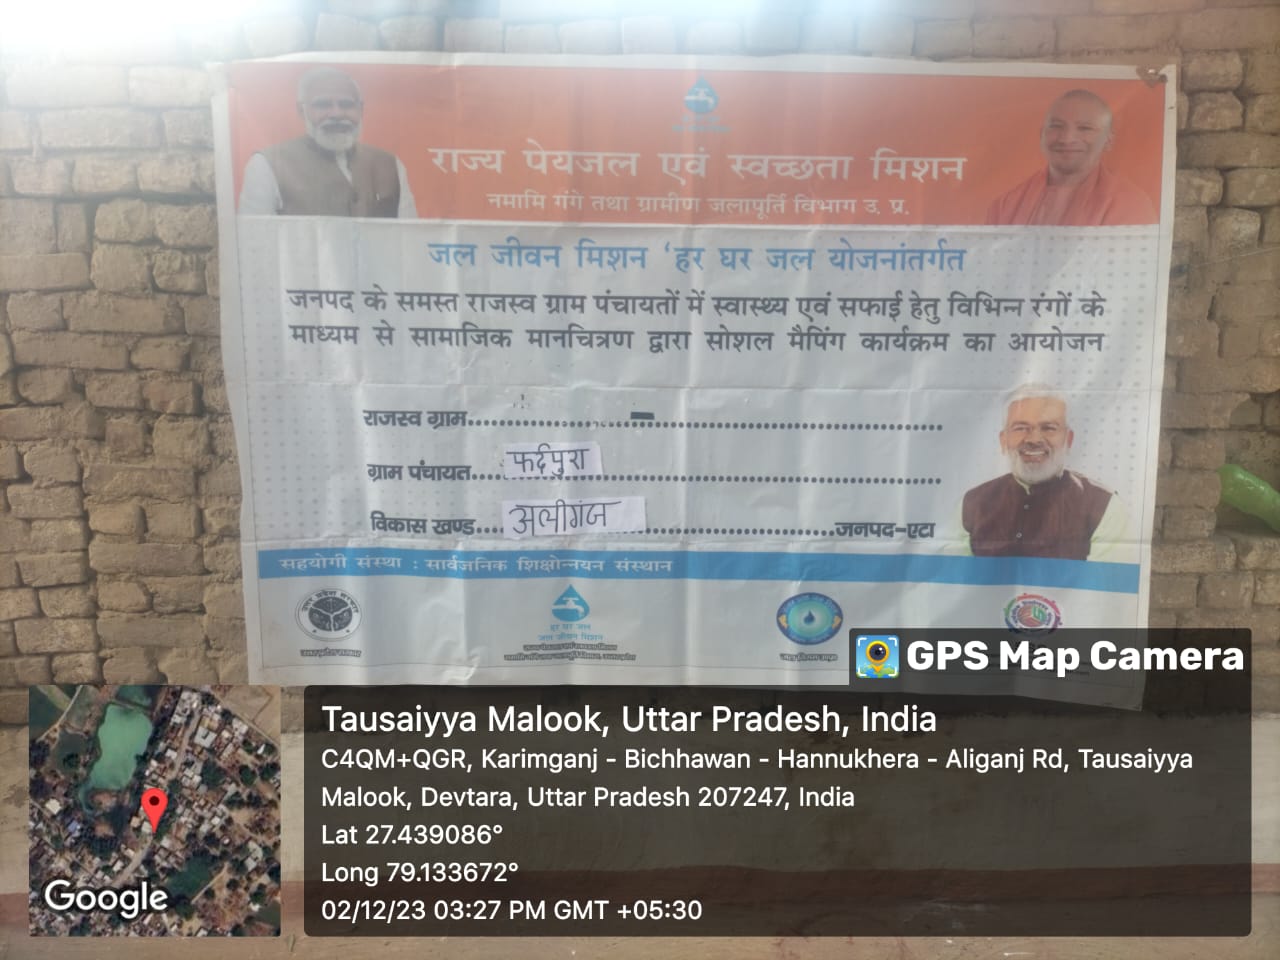 राज्य पेयजल एवं स्वच्छता मिशन
नमामि गंगे तथा ग्रामीण जलापूर्ति विभाग उ. प्र.
जल जीवन मिशन ‘हर घर जल योजनांतर्गत
जनपद के समस्त राजस्व ग्राम पंचायतों में स्वास्थ्य एवं सफाई हेतु विभिन्न रंगों के
माध्यम से सामाजिक मानचित्रण द्वारा सोशल मैपिंग कार्यक्रम का आयोजन
राजस्व ग्राम
ग्राम पंचायत फर्दपुरा
विकास खण्ड अलीगंज जनपद-एटा
सहयोगी संस्था : सार्वजनिक शिक्षोन्नयन संस्थान
उत्तर प्रदेश सरकार
हर घर जल
जल जीवन मिशन
GPS Map Camera
Tausaiyya Malook, Uttar Pradesh, India
C4QM+QGR, Karimganj - Bichhawan - Hannukhera - Aliganj Rd, Tausaiyya
Malook, Devtara, Uttar Pradesh 207247, India
Lat 27.439086°
Long 79.133672°
02/12/23 03:27 PM GMT +05:30
Google